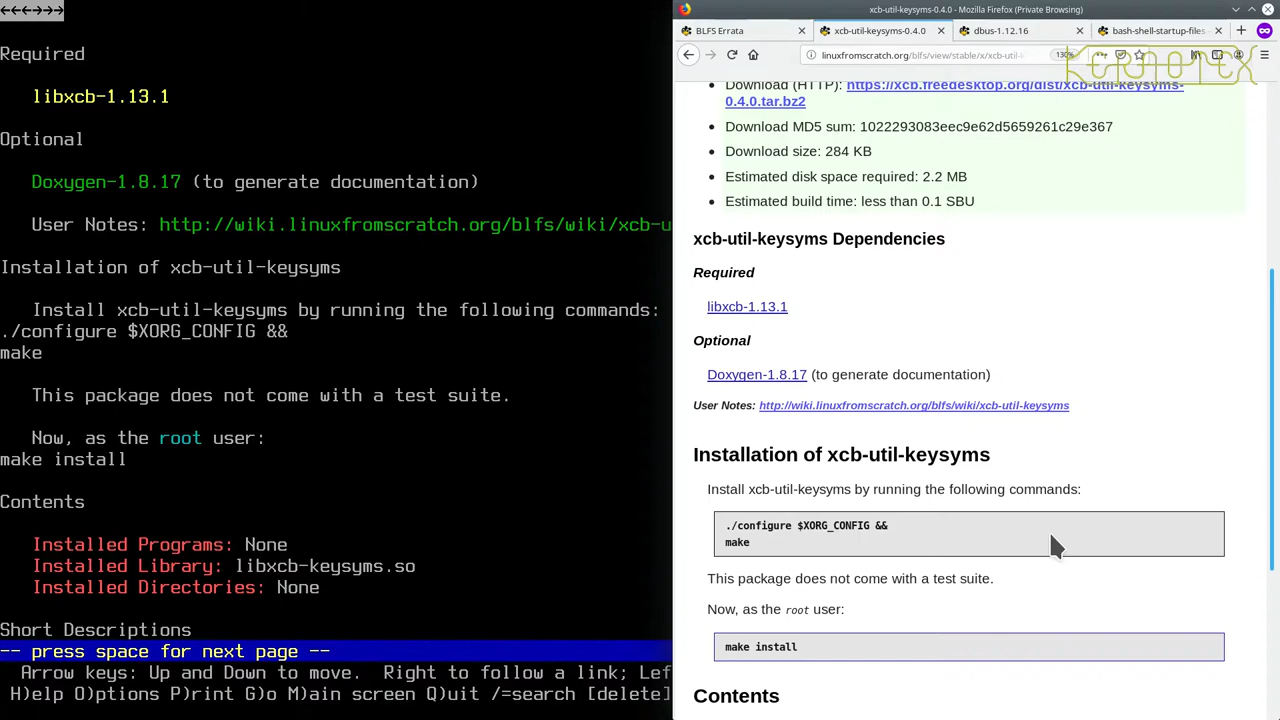 ←←←→→→
Required
libxcb-1.13.1
Optional
Doxygen-1.8.17 (to generate documentation)
User Notes: http://wiki.linuxfromscratch.org/blfs/wiki/xcb-u
Installation of xcb-util-keysyms
Install xcb-util-keysyms by running the following commands:
./configure $XORG_CONFIG &&
make
This package does not come with a test suite.
Now, as the root user:
make install
Contents
Installed Programs: None
Installed Library: libxcb-keysyms.so
Installed Directories: None
Short Descriptions
-- press space for next page --
Arrow keys: Up and Down to move.  Right to follow a link; Lef
H)elp O)ptions P)rint G)o M)ain screen Q)uit /=search [delete]
xcb-util-keysyms-0.4.0 - Mozilla Firefox (Private Browsing)
BLFS Errata
xcb-util-keysyms-0.4.0
dbus-1.12.16
bash-shell-startup-files
linuxfromscratch.org/blfs/view/stable/x/xcb-util-
130%
Download (HTTP): https://xcb.freedesktop.org/dist/xcb-util-keysyms-
0.4.0.tar.bz2
Download MD5 sum: 1022293083eec9e62d5659261c29e367
Download size: 284 KB
Estimated disk space required: 2.2 MB
Estimated build time: less than 0.1 SBU
xcb-util-keysyms Dependencies
Required
libxcb-1.13.1
Optional
Doxygen-1.8.17 (to generate documentation)
User Notes: http://wiki.linuxfromscratch.org/blfs/wiki/xcb-util-keysyms
Installation of xcb-util-keysyms
Install xcb-util-keysyms by running the following commands:
./configure $XORG_CONFIG &&
make
This package does not come with a test suite.
Now, as the root user:
make install
Contents